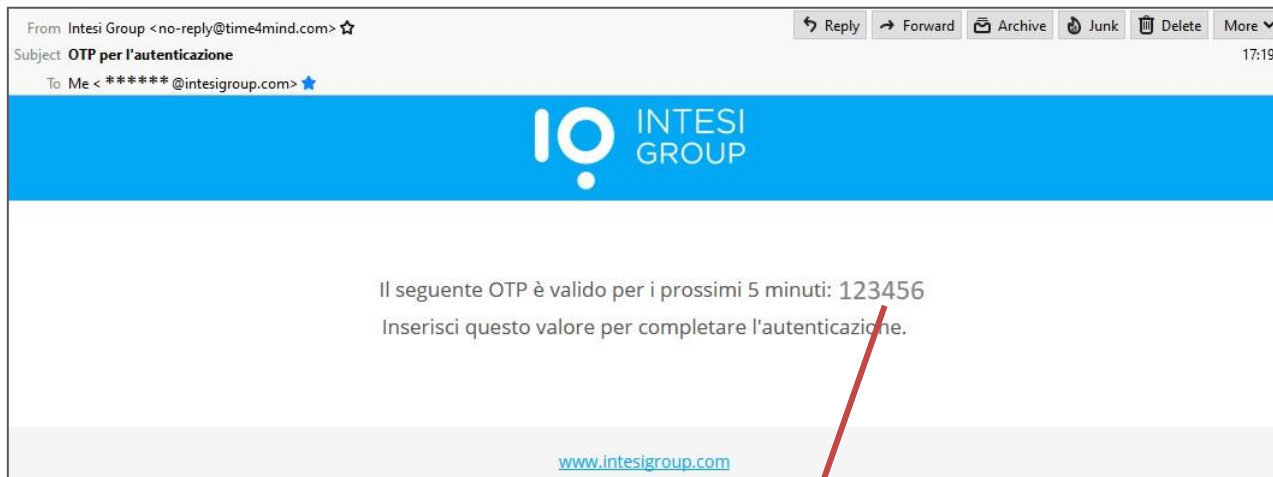 From Intesi Group <no-reply@time4mind.com>
Reply Forward Archive Junk Delete More
Subject OTP per l'autenticazione
17:19
To Me < ****** @intesigroup.com>
INTESI
GROUP
Il seguente OTP è valido per i prossimi 5 minuti: 123456
Inserisci questo valore per completare l'autenticazione.
www.intesigroup.com